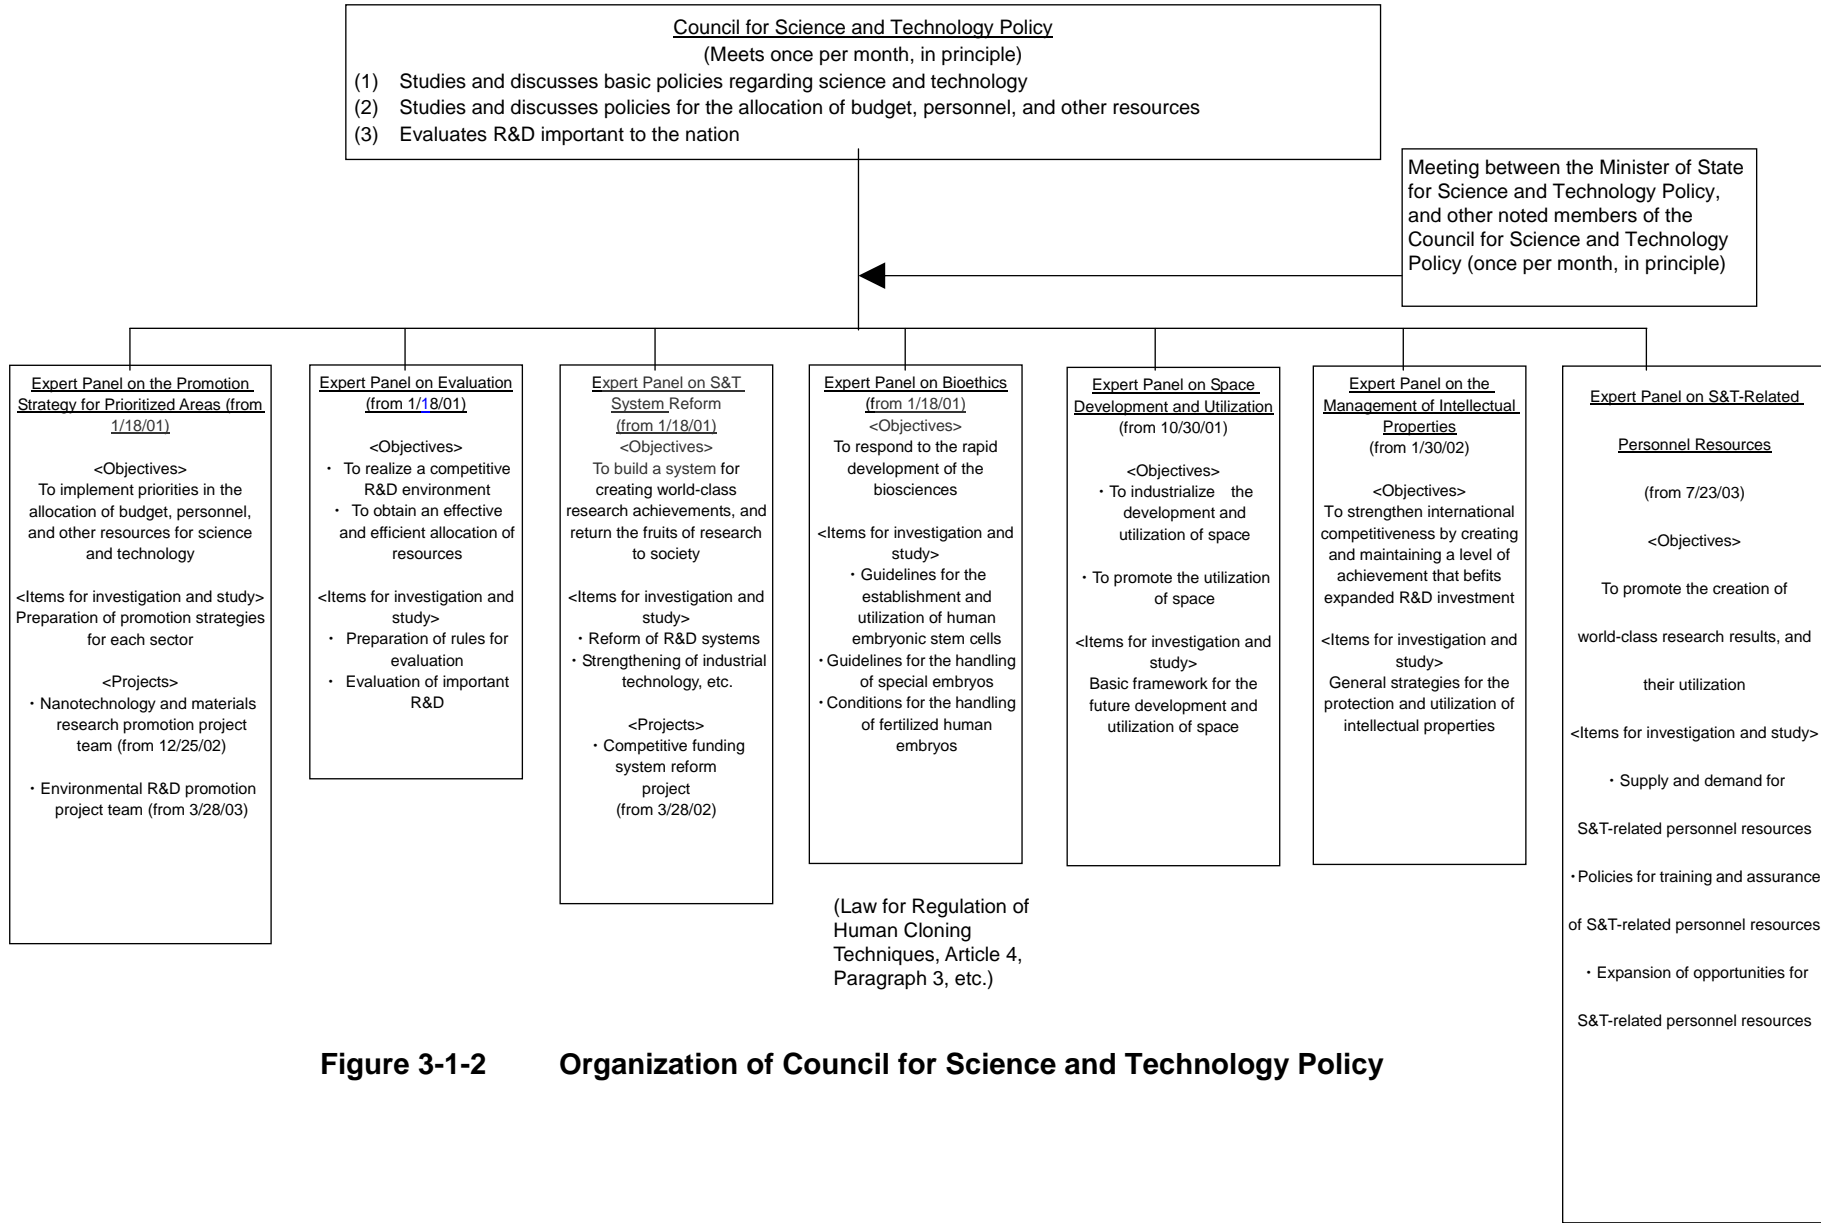 Council for Science and Technology Policy
(Meets once per month, in principle)
(1) Studies and discusses basic policies regarding science and technology
(2) Studies and discusses policies for the allocation of budget, personnel, and other resources
(3) Evaluates R&D important to the nation
Meeting between the Minister of State
for Science and Technology Policy,
and other noted members of the
Council for Science and Technology
Policy (once per month, in principle)
Expert Panel on the Promotion
Strategy for Prioritized Areas (from
1/18/01)
<Objectives>
To implement priorities in the
allocation of budget, personnel,
and other resources for science
and technology
<Items for investigation and study>
Preparation of promotion strategies
for each sector
<Projects>
・Nanotechnology and materials
research promotion project
team (from 12/25/02)
・Environmental R&D promotion
project team (from 3/28/03)
Expert Panel on Evaluation
(from 1/18/01)
<Objectives>
・ To realize a competitive
R&D environment
・ To obtain an effective
and efficient allocation of
resources
<Items for investigation and
study>
・ Preparation of rules for
evaluation
・ Evaluation of important
R&D
Expert Panel on S&T
System Reform
(from 1/18/01)
<Objectives>
To build a system for
creating world-class
research achievements, and
return the fruits of research
to society
<Items for investigation and
study>
・Reform of R&D systems
・Strengthening of industrial
technology, etc.
<Projects>
・Competitive funding
system reform
project
(from 3/28/02)
Expert Panel on Bioethics
(from 1/18/01)
<Objectives>
To respond to the rapid
development of the
biosciences
<Items for investigation and
study>
・Guidelines for the
establishment and
utilization of human
embryonic stem cells
・Guidelines for the handling
of special embryos
・Conditions for the handling
of fertilized human
embryos
(Law for Regulation of
Human Cloning
Techniques, Article 4,
Paragraph 3, etc.)
Expert Panel on Space
Development and Utilization
(from 10/30/01)
<Objectives>
・To industrialize the
development and
utilization of space
・To promote the utilization
of space
<Items for investigation and
study>
Basic framework for the
future development and
utilization of space
Expert Panel on the
Management of Intellectual
Properties
(from 1/30/02)
<Objectives>
To strengthen international
competitiveness by creating
and maintaining a level of
achievement that befits
expanded R&D investment
<Items for investigation and
study>
General strategies for the
protection and utilization of
intellectual properties
Expert Panel on S&T-Related
Personnel Resources
(from 7/23/03)
<Objectives>
To promote the creation of
world-class research results, and
their utilization
<Items for investigation and study>
・Supply and demand for
S&T-related personnel resources
・Policies for training and assurance
of S&T-related personnel resources
・Expansion of opportunities for
S&T-related personnel resources
Figure 3-1-2 Organization of Council for Science and Technology Policy